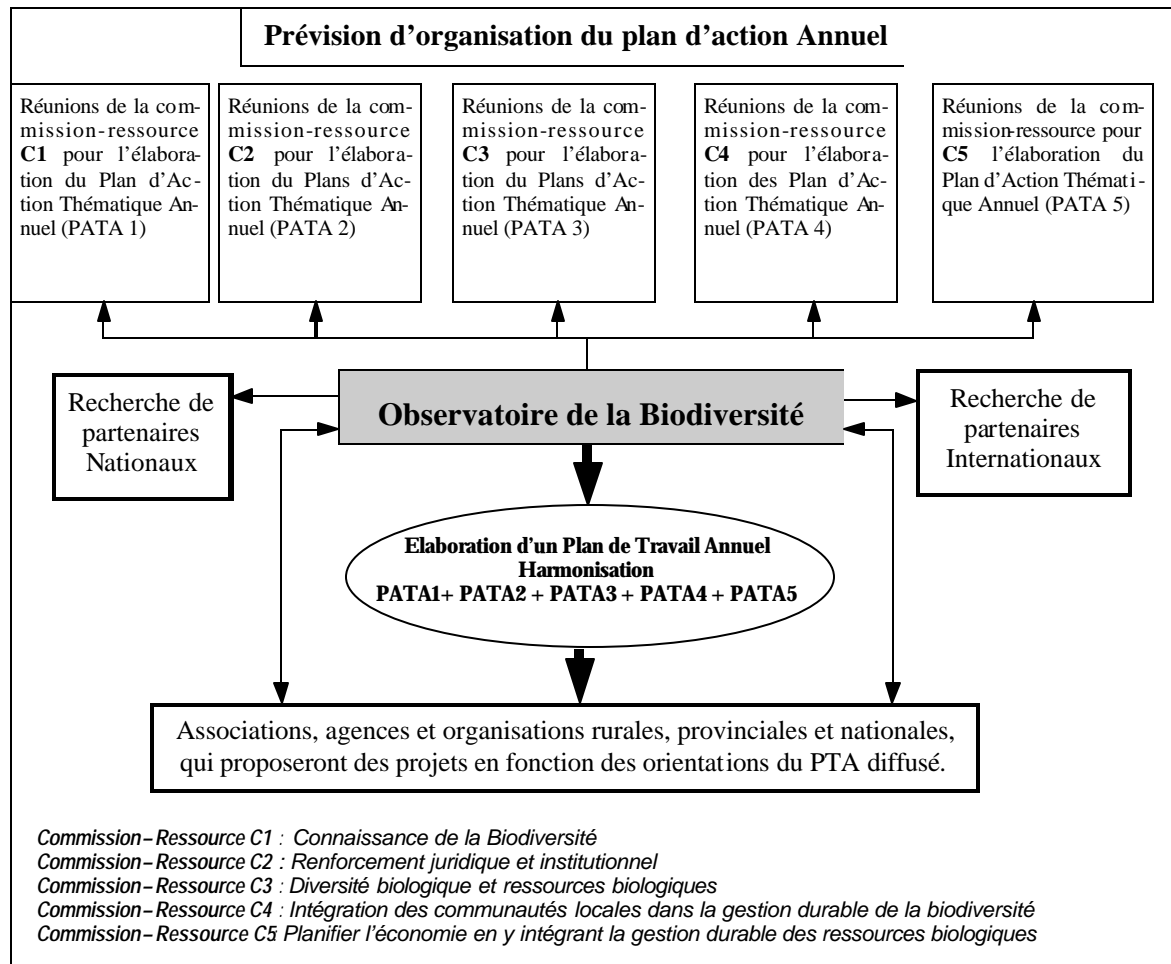 Prévision d’organisation du plan d’action Annuel
Réunions de la com-
mission-ressource
C1 pour l’élabora-
tion du Plan d’Ac-
tion Thématique An-
nuel (PATA 1)
Réunions de la com-
mission-ressource
C2 pour l’élabora-
tion du Plans d’Ac-
tion Thématique An-
nuel (PATA 2)
Réunions de la com-
mission-ressource
C3 pour l’élabora-
tion du Plans d’Ac-
tion Thématique An-
nuel (PATA 3)
Réunions de la com-
mission-ressource
C4 pour l’élabora-
tion des Plan d’Ac-
tion Thématique An-
nuel (PATA 4)
Réunions de la com-
mission-ressource pour
C5 l’élaboration du
Plan d’Action Thémati-
que Annuel (PATA 5)
Recherche de
partenaires
Nationaux
Observatoire de la Biodiversité
Recherche de
partenaires
Internationaux
Elaboration d’un Plan de Travail Annuel
Harmonisation
PATA1+ PATA2 + PATA3 + PATA4 + PATA5
Associations, agences et organisations rurales, provinciales et nationales,
qui proposeront des projets en fonction des orientations du PTA diffusé.
Commission–Ressource C1 : Connaissance de la Biodiversité
Commission–Ressource C2 : Renforcement juridique et institutionnel
Commission–Ressource C3 : Diversité biologique et ressources biologiques
Commission–Ressource C4 : Intégration des communautés locales dans la gestion durable de la biodiversité
Commission–Ressource C5: Planifier l’économie en y intégrant la gestion durable des ressources biologiques